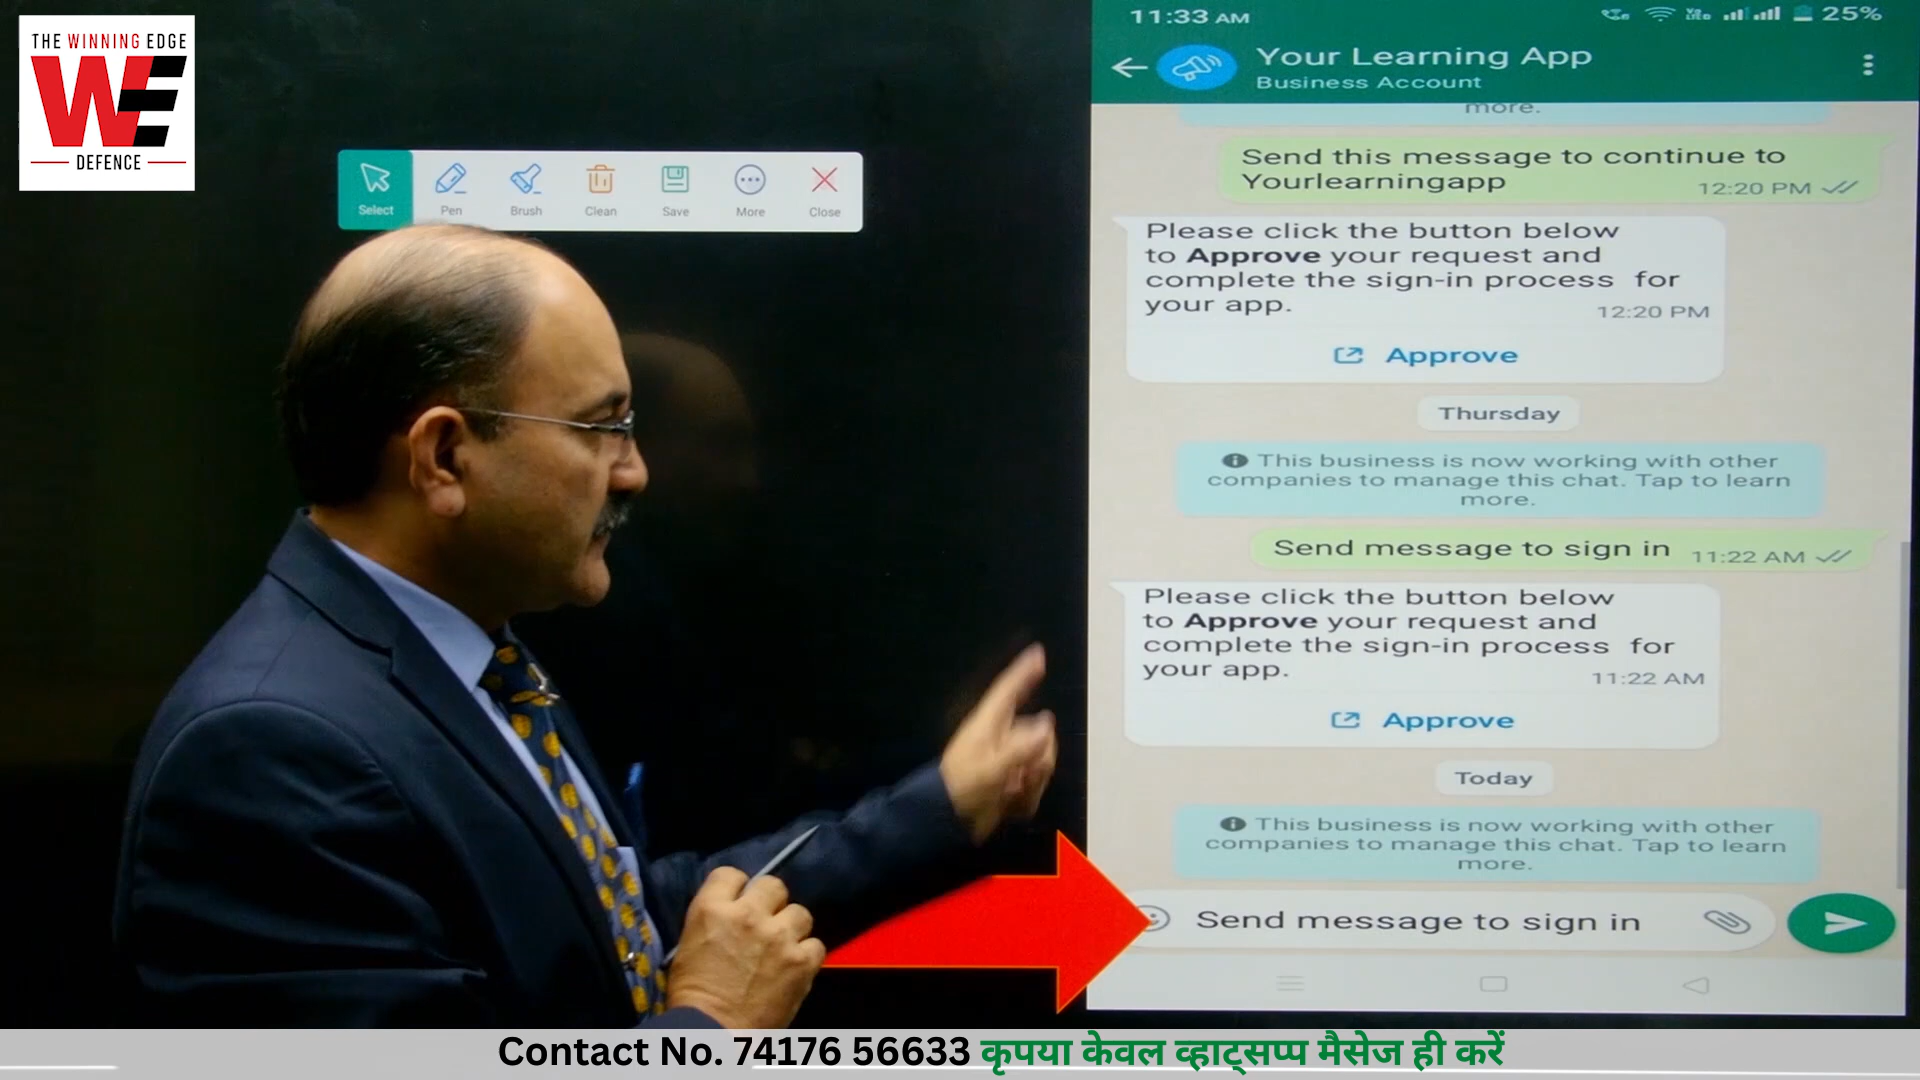 THE WINNING EDGE
WE
DEFENCE
Select Pen Brush Clean Save More Close
11:33 AM
25%
Your Learning App
Business Account
more.
Send this message to continue to
Yourlearningapp
12:20 PM
Please click the button below
to Approve your request and
complete the sign-in process for
your app.
12:20 PM
Approve
Thursday
This business is now working with other
companies to manage this chat. Tap to learn
more.
Send message to sign in
11:22 AM
Please click the button below
to Approve your request and
complete the sign-in process for
your app.
11:22 AM
Approve
Today
This business is now working with other
companies to manage this chat. Tap to learn
more.
Send message to sign in
Contact No. 74176 56633 कृपया केवल व्हाट्सप्प मैसेज ही करें